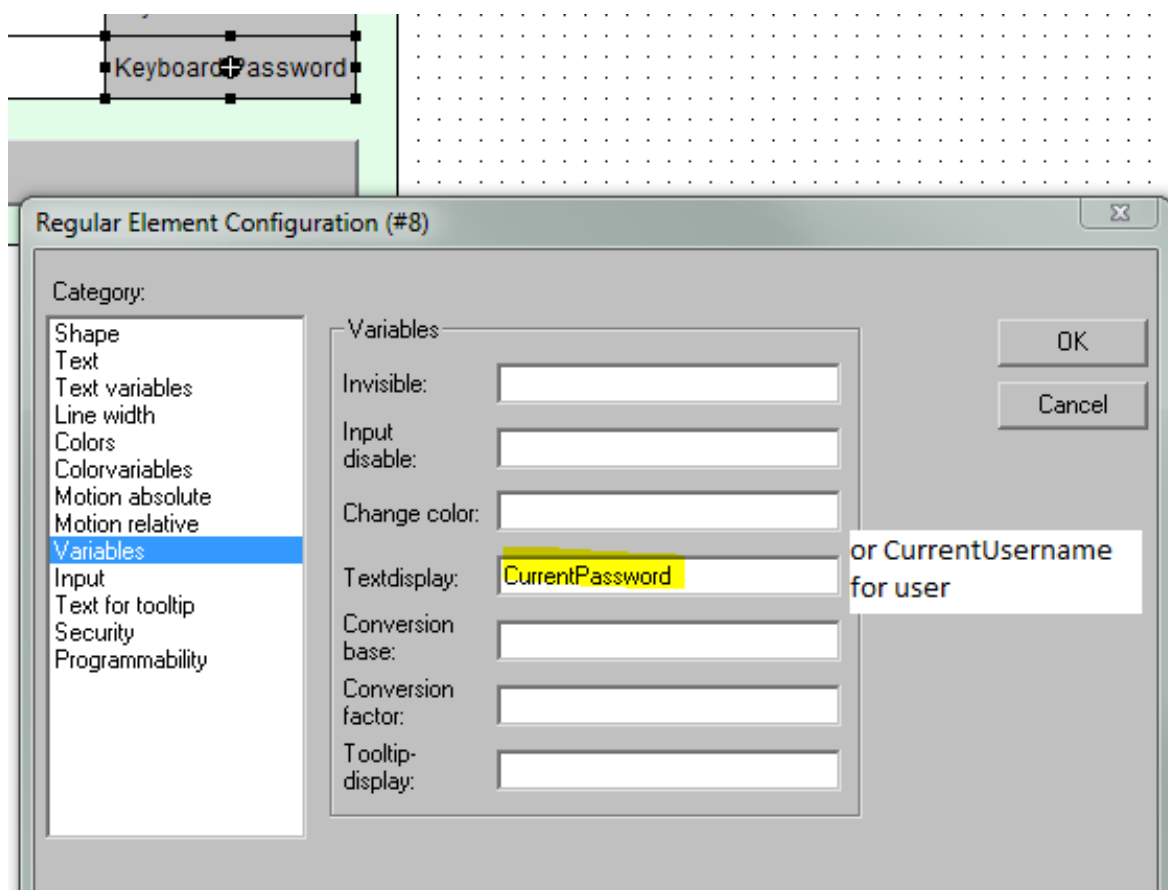 Keyboard Password
Regular Element Configuration (#8)
Category:
Shape
Text
Text variables
Line width
Colors
Colorvariables
Motion absolute
Motion relative
Variables
Input
Text for tooltip
Security
Programmability
Variables
Invisible:
Input
disable:
Change color:
Textdisplay:
CurrentPassword
Conversion
base:
Conversion
factor:
Tooltip-
display:
OK
Cancel
or CurrentUsername
for user